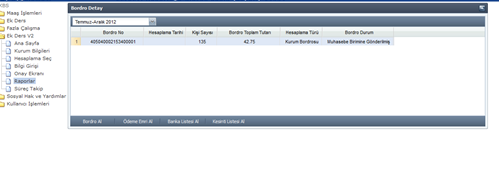 KBS
Maaş İşlemleri
Ek Ders
Fazla Çalışma
Ek Ders V2
Ana Sayfa
Kurum Bilgileri
Hesaplama Seç
Bilgi Girişi
Onay Ekranı
Raporlar
Süreç Takip
Sosyal Hak ve Yardımlar
Kullanıcı İşlemleri
Bordro Detay
Temmuz-Aralık 2012
Bordro No Hesaplama Tarihi Kişi Sayısı Bordro Toplam Tutarı Hesaplama Türü Bordro Durum
1 405040002153400001 135 42.75 Kurum Bordrosu Muhasebe Birimine Gönderilmiş
Bordro Al Ödeme Emri Al Banka Listesi Al Kesinti Listesi Al